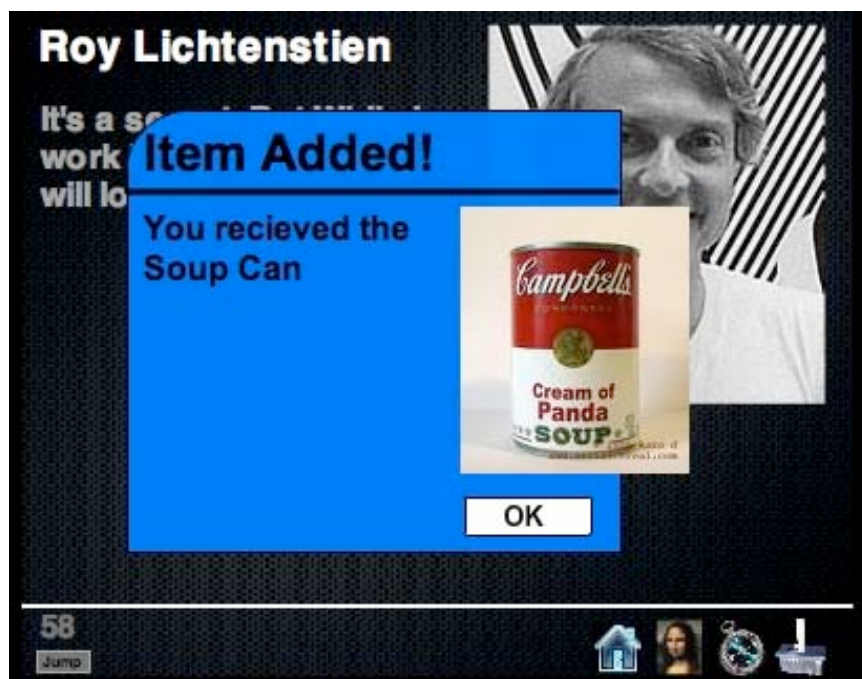 Roy Lichtenstien
It's a
work
will lo
Item Added!
You recieved the
Soup Can
Campbell's
Cream of
Panda
SOUP
OK
58
Jump